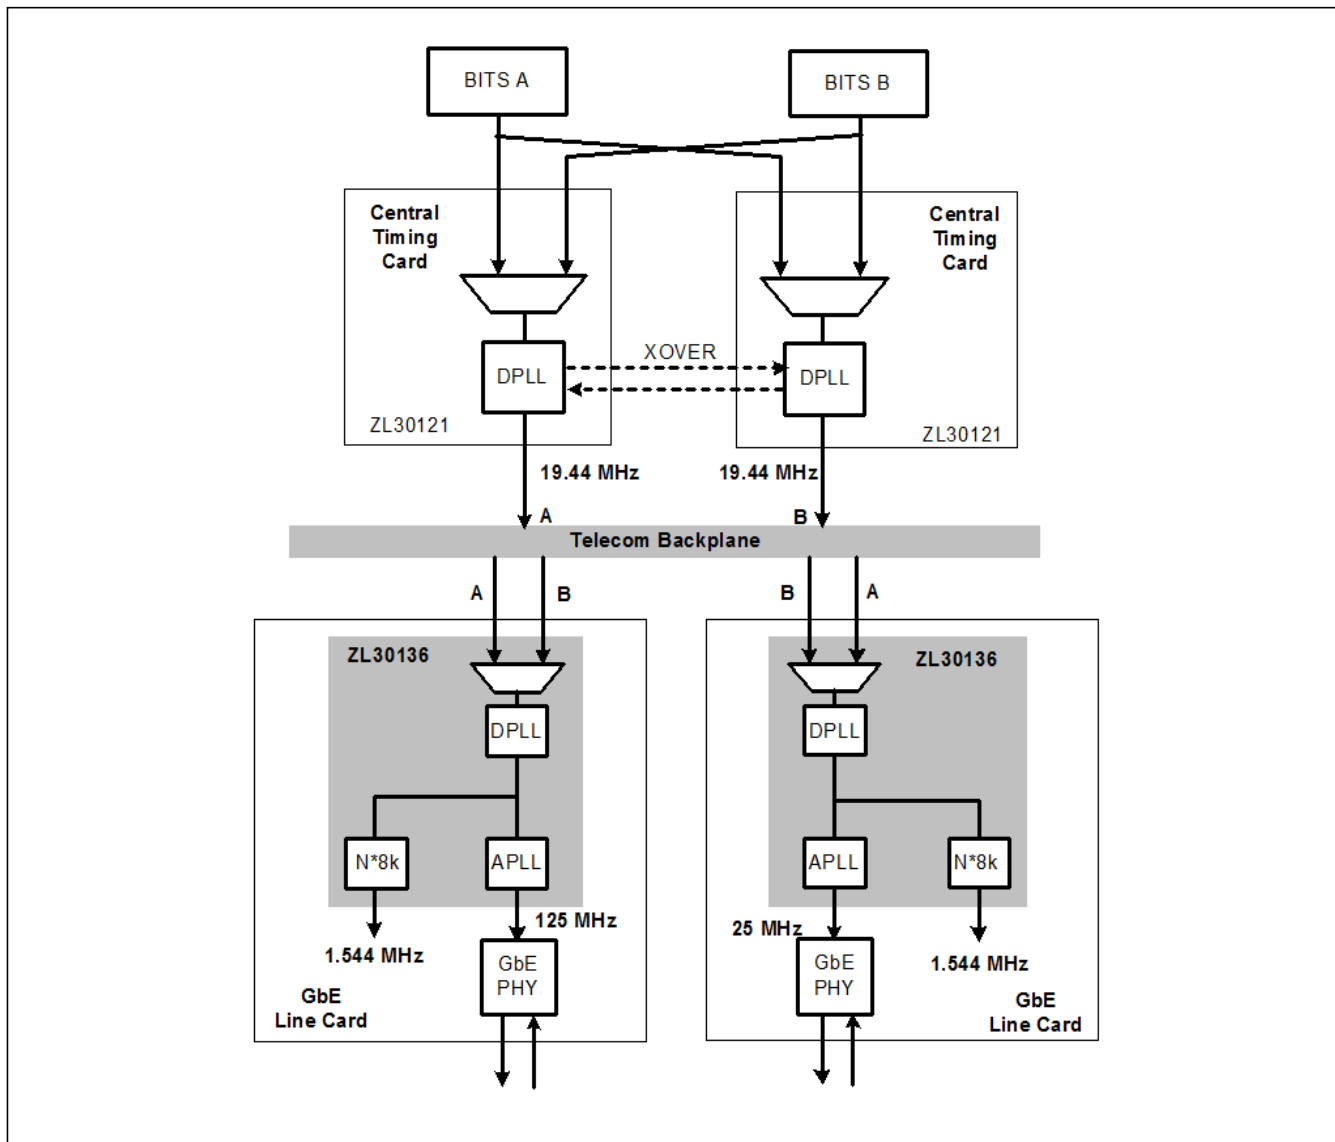 BITS A
BITS B
Central
Timing
Card
Central
Timing
Card
XOVER
DPLL
DPLL
ZL30121
ZL30121
19.44 MHz
19.44 MHz
A
B
Telecom Backplane
A
B
B
A
ZL30136
ZL30136
DPLL
DPLL
N*8k
APLL
APLL
N*8k
125 MHz
25 MHz
1.544 MHz
1.544 MHz
GbE
PHY
GbE
PHY
GbE
Line Card
GbE
Line Card